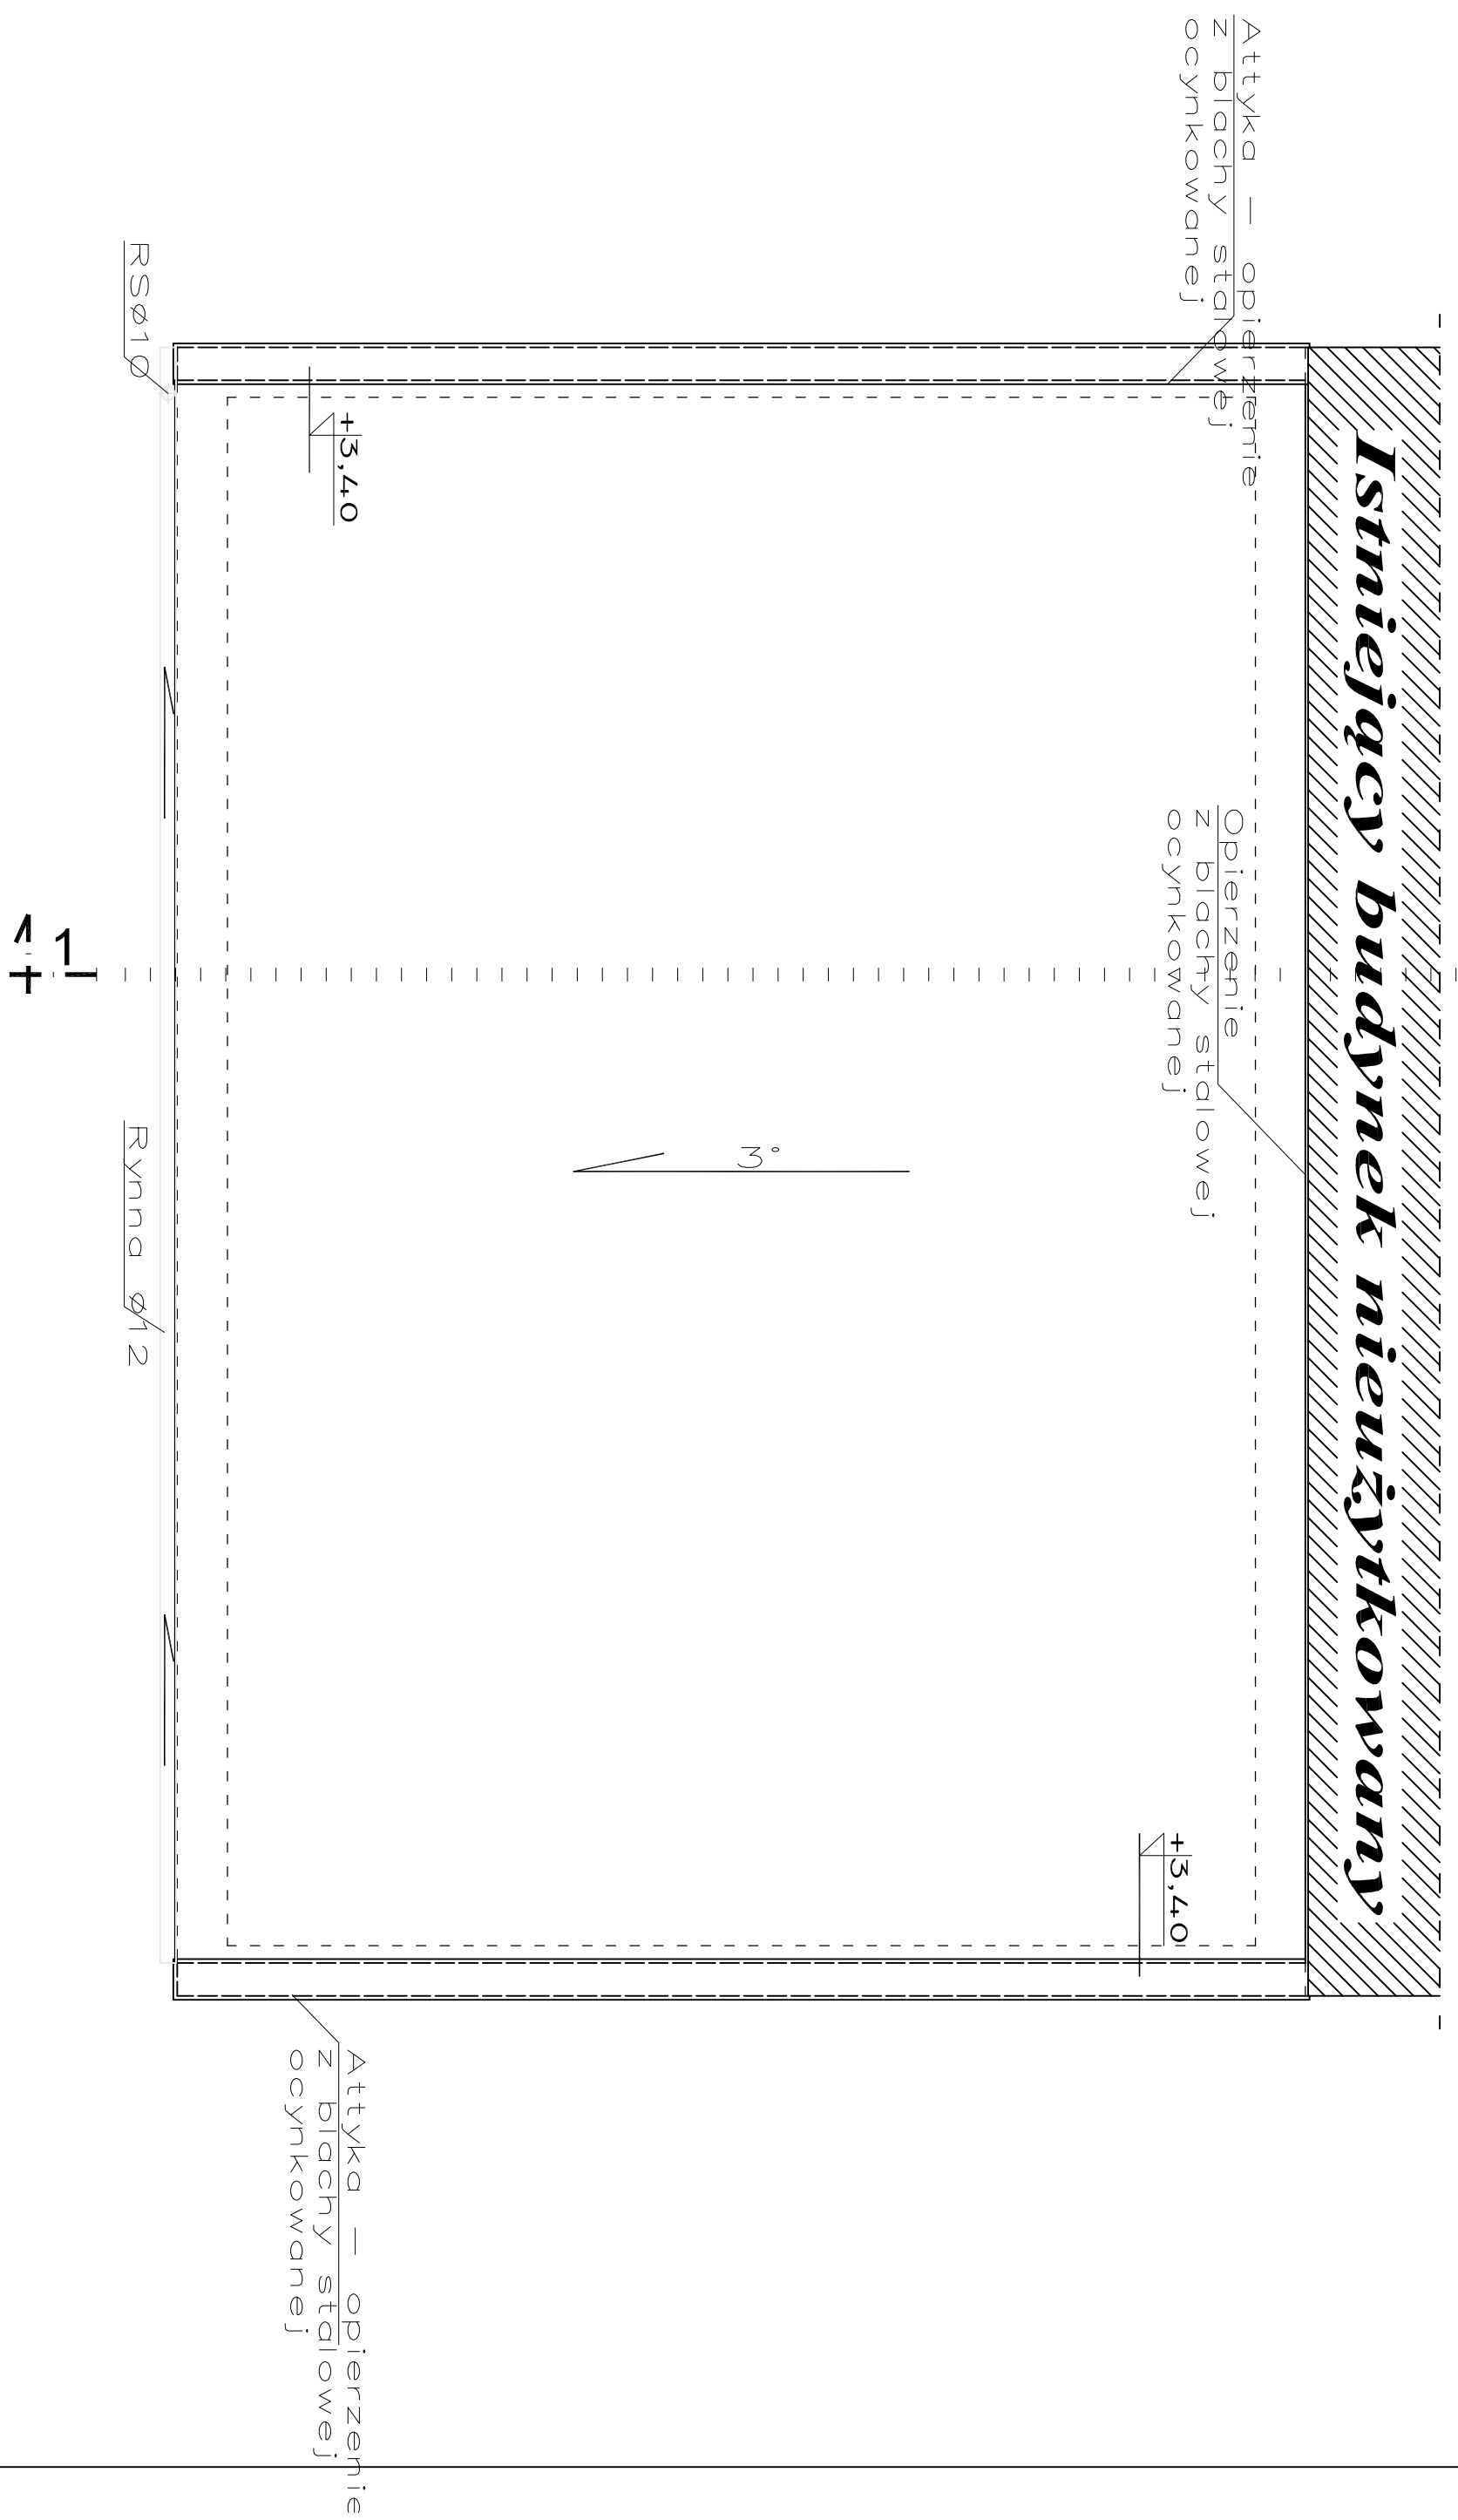 Attyka — opierzenie
z blachy stalowej
ocynkowanej
RSø10
+3,40
Istniejący budynek nieużytkowany
Opierzenie
z blachy stalowej
ocynkowanej
1
3°
Rynna ø12
+3,40
Attyka — opierzenie
z blachy stalowej
ocynkowanej